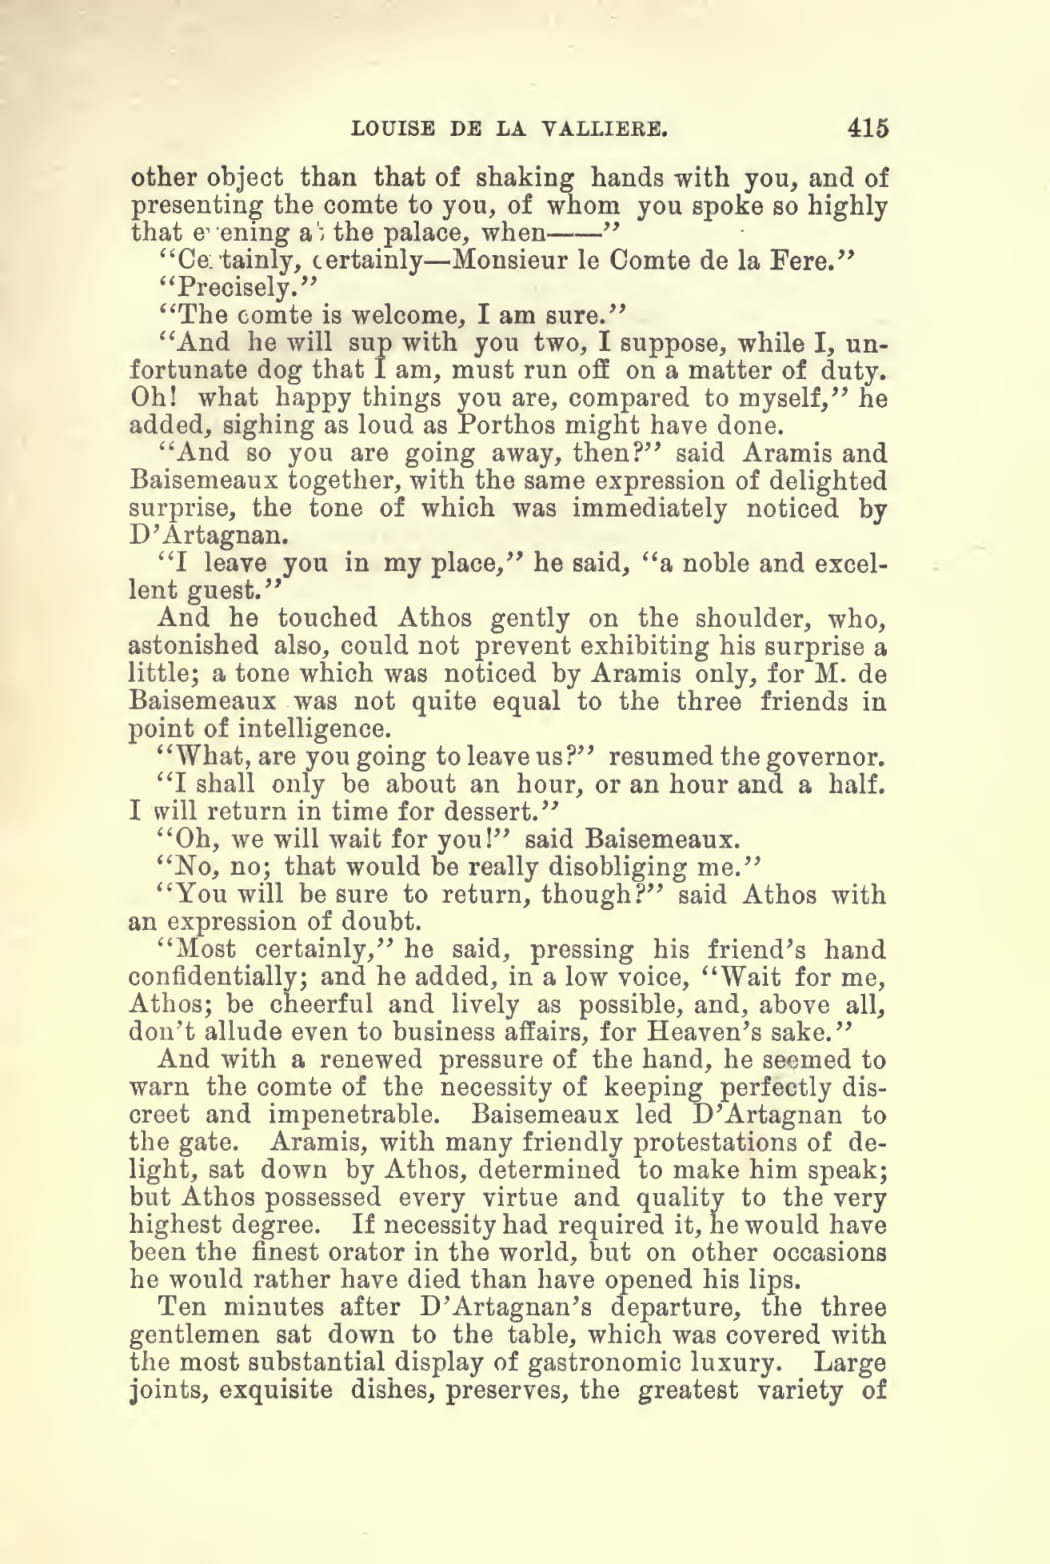 LOUISE DE LA VALLIERE. 415
other object than that of shaking hands with you, and of
presenting the comte to you, of whom you spoke so highly
that evening at the palace, when——”
“Certainly, certainly—Monsieur le Comte de la Fere.”
“Precisely.”
“The comte is welcome, I am sure.”
“And he will sup with you two, I suppose, while I, un-
fortunate dog that I am, must run off on a matter of duty.
Oh! what happy things you are, compared to myself,” he
added, sighing as loud as Porthos might have done.
“And so you are going away, then?” said Aramis and
Baisemeaux together, with the same expression of delighted
surprise, the tone of which was immediately noticed by
D’Artagnan.
“I leave you in my place,” he said, “a noble and excel-
lent guest.”
And he touched Athos gently on the shoulder, who,
astonished also, could not prevent exhibiting his surprise a
little; a tone which was noticed by Aramis only, for M. de
Baisemeaux was not quite equal to the three friends in
point of intelligence.
“What, are you going to leave us?” resumed the governor.
“I shall only be about an hour, or an hour and a half.
I will return in time for dessert.”
“Oh, we will wait for you!” said Baisemeaux.
“No, no; that would be really disobliging me.”
“You will be sure to return, though?” said Athos with
an expression of doubt.
“Most certainly,” he said, pressing his friend’s hand
confidentially; and he added, in a low voice, “Wait for me,
Athos; be cheerful and lively as possible, and, above all,
don’t allude even to business affairs, for Heaven’s sake.”
And with a renewed pressure of the hand, he seemed to
warn the comte of the necessity of keeping perfectly dis-
creet and impenetrable. Baisemeaux led D’Artagnan to
the gate. Aramis, with many friendly protestations of de-
light, sat down by Athos, determined to make him speak;
but Athos possessed every virtue and quality to the very
highest degree. If necessity had required it, he would have
been the finest orator in the world, but on other occasions
he would rather have died than have opened his lips.
Ten minutes after D’Artagnan’s departure, the three
gentlemen sat down to the table, which was covered with
the most substantial display of gastronomic luxury. Large
joints, exquisite dishes, preserves, the greatest variety of